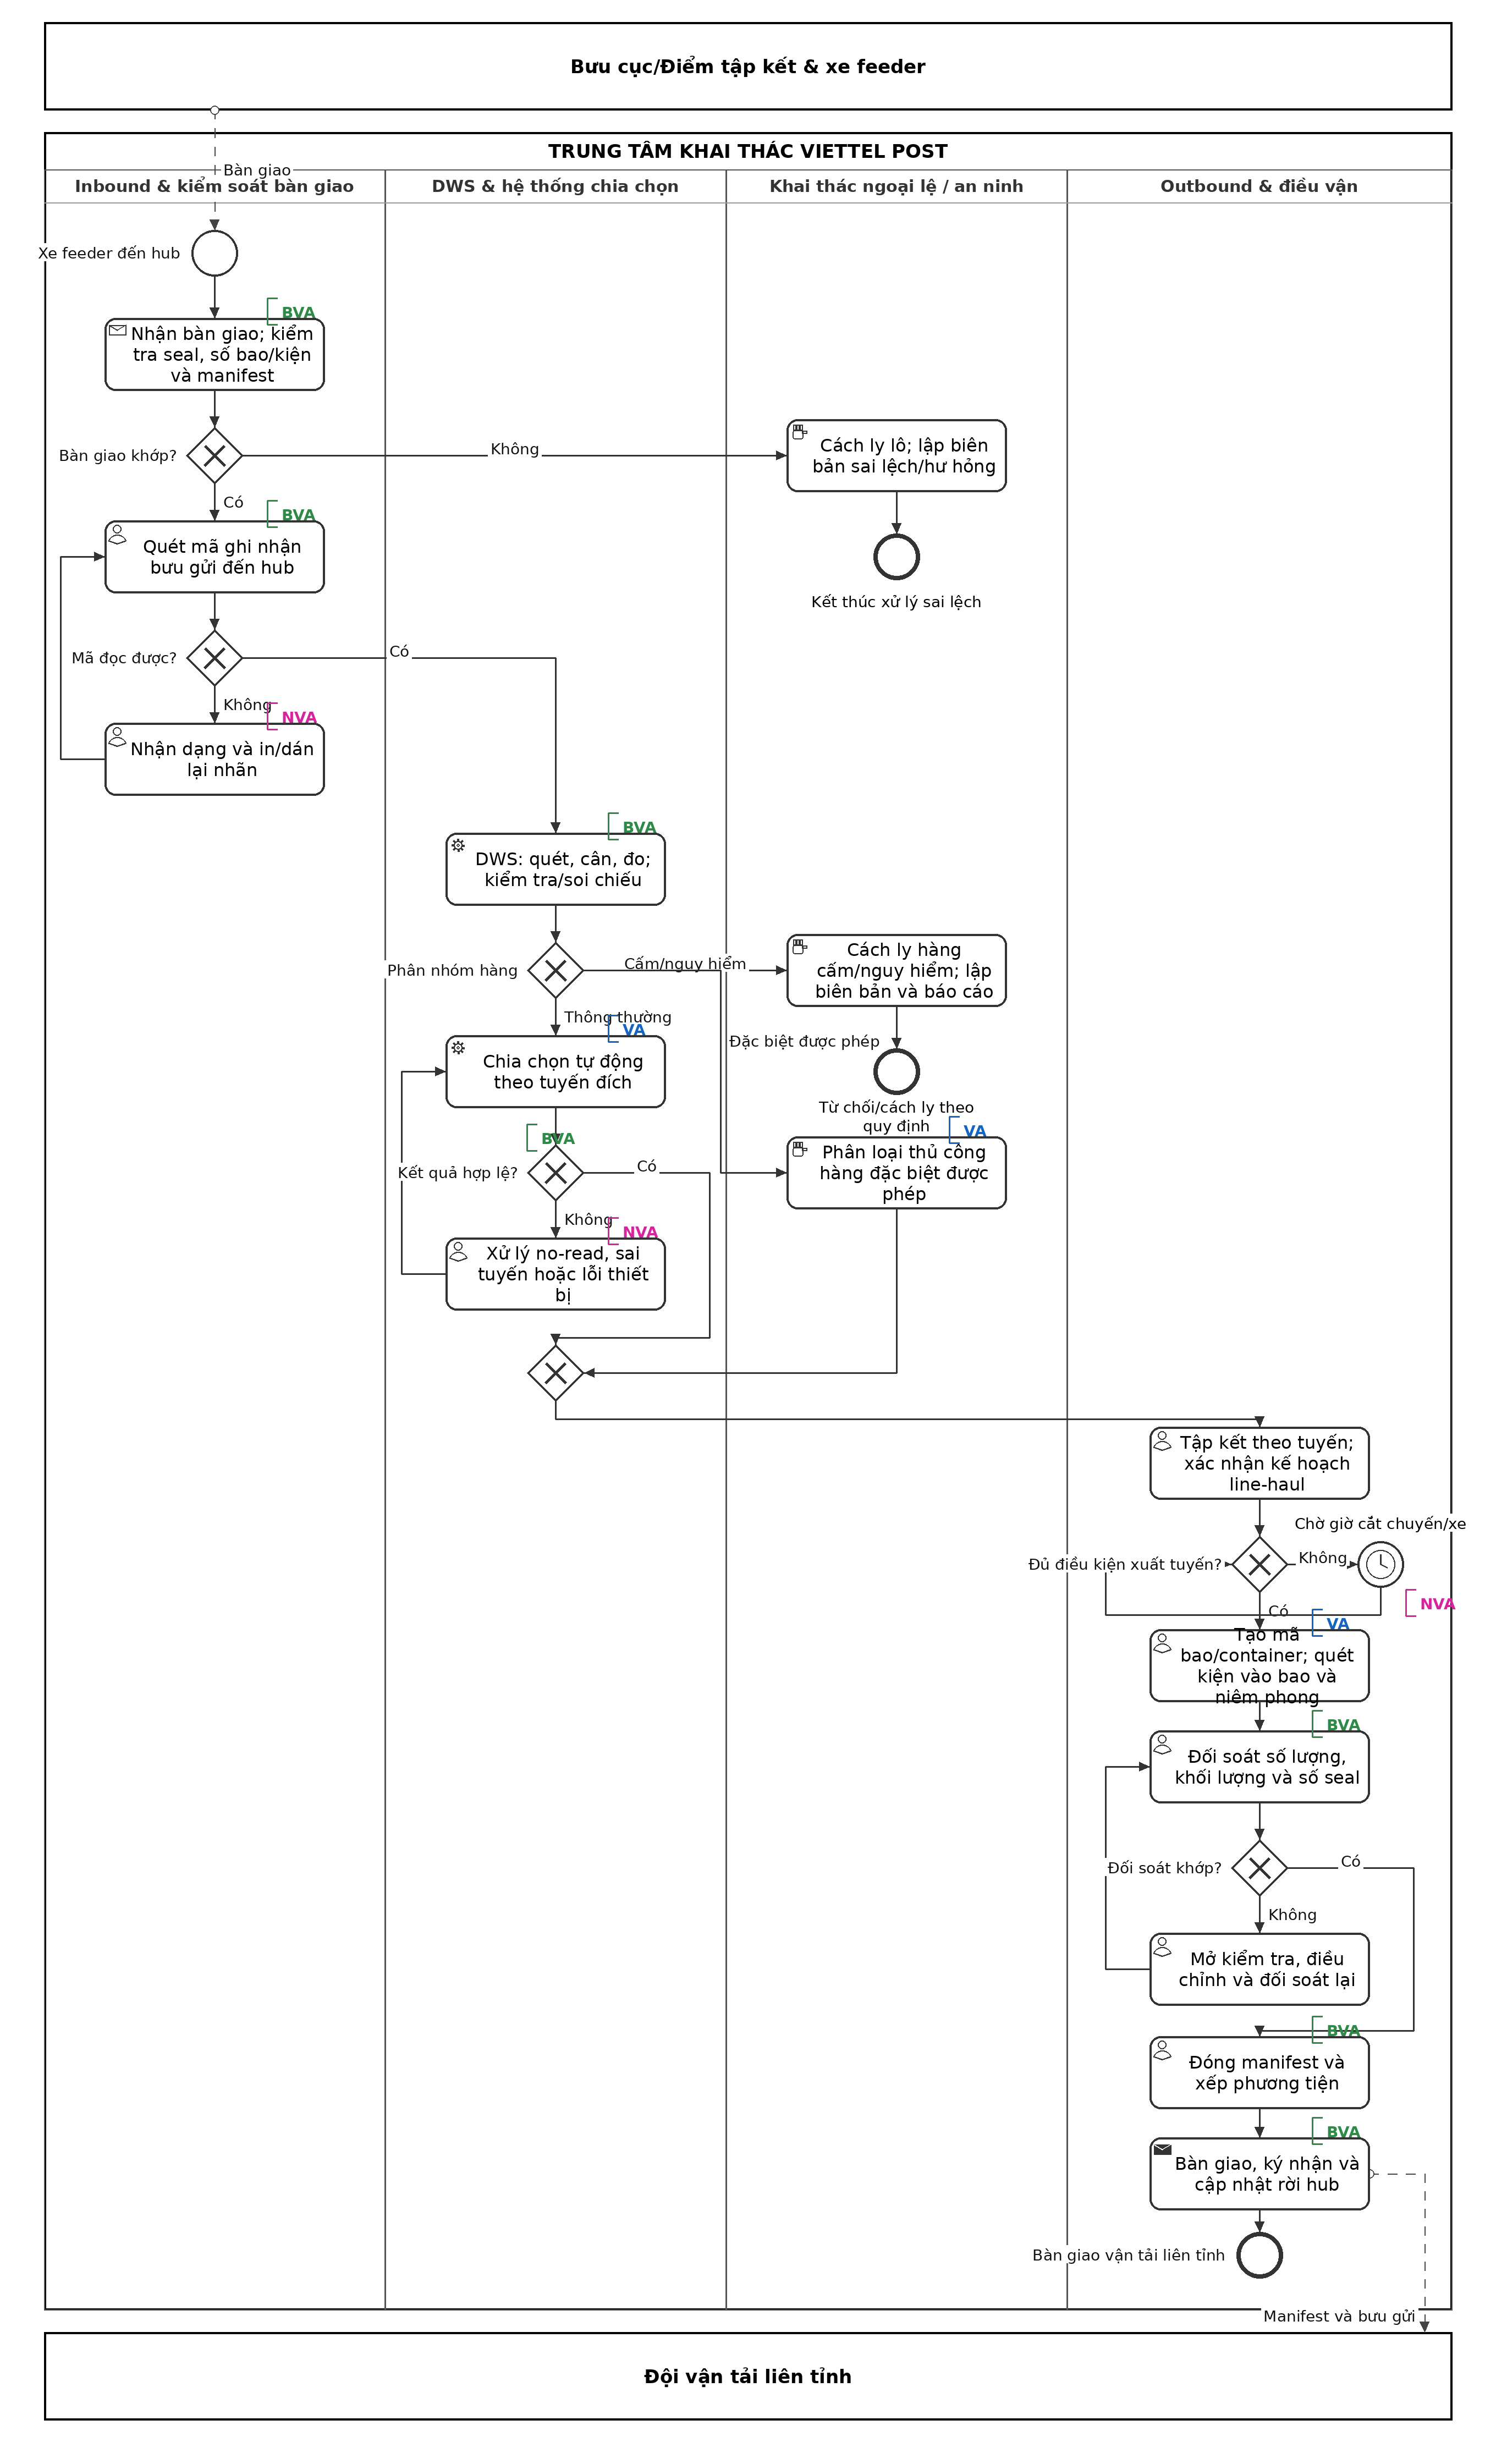 Bưu cục/Điểm tập kết & xe feeder
Bàn giao
TRUNG TÂM KHAI THÁC VIETTEL POST
Inbound & kiểm soát bàn giao
DWS & hệ thống chia chọn
Khai thác ngoại lệ / an ninh
Outbound & điều vận
Xe feeder đến hub
BVA
Nhận bàn giao; kiểm
tra seal, số bao/kiện
và manifest
Bàn giao khớp?
Không
Cách ly lô; lập biên
bản sai lệch/hư hỏng
Có
BVA
Quét mã ghi nhận
bưu gửi đến hub
Kết thúc xử lý sai lệch
Mã đọc được?
Có
Không
NVA
Nhận dạng và in/dán
lại nhãn
BVA
DWS: quét, cân, đo;
kiểm tra/soi chiếu
Phân nhóm hàng
Cấm/nguy hiểm
Cách ly hàng
cấm/nguy hiểm; lập
biên bản và báo cáo
Thông thường
VA
Đặc biệt được phép
Chia chọn tự động
theo tuyến đích
Từ chối/cách ly theo
quy định
BVA
VA
Kết quả hợp lệ?
Có
Phân loại thủ công
hàng đặc biệt được
phép
Không
NVA
Xử lý no-read, sai
tuyến hoặc lỗi thiết
bị
Tập kết theo tuyến;
xác nhận kế hoạch
line-haul
Chờ giờ cắt chuyến/xe
Đủ điều kiện xuất tuyến?
Không
NVA
Có
VA
Tạo mã
bao/container; quét
kiện vào bao và
niêm phong
BVA
Đối soát số lượng,
khối lượng và số seal
Đối soát khớp?
Có
Không
Mở kiểm tra, điều
chỉnh và đối soát lại
BVA
Đóng manifest và
xếp phương tiện
BVA
Bàn giao, ký nhận và
cập nhật rời hub
Bàn giao vận tải liên tỉnh
Manifest và bưu gửi
Đội vận tải liên tỉnh